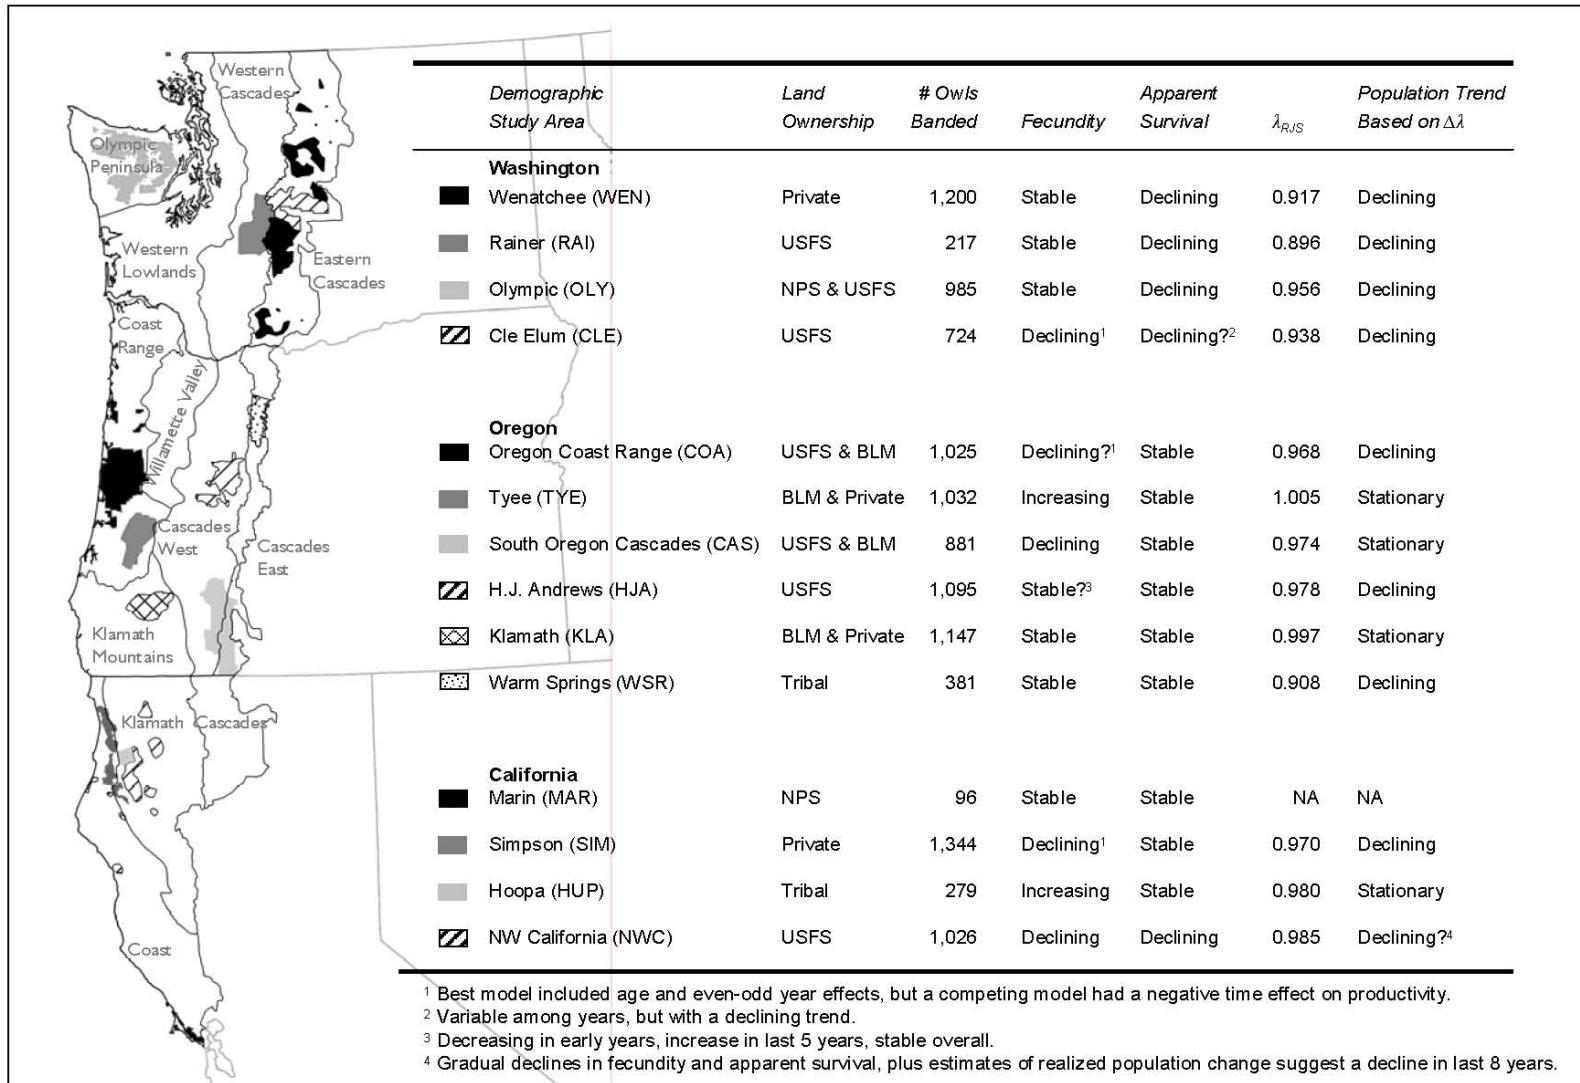 Western
Cascades
Olympic
Peninsula
Western
Lowlands
Eastern
Cascades
Coast
Range
Willamette Valley
Cascades
West
Cascades
East
Klamath
Mountains
Klamath Cascades
Coast
Demographic Land # Owls Apparent Population Trend
Study Area Ownership Banded Fecundity Survival λRJS Based on Δλ
Washington
Wenatchee (WEN) Private 1,200 Stable Declining 0.917 Declining
Rainer (RAI) USFS 217 Stable Declining 0.896 Declining
Olympic (OLY) NPS & USFS 985 Stable Declining 0.956 Declining
Cle Elum (CLE) USFS 724 Declining¹ Declining?² 0.938 Declining
Oregon
Oregon Coast Range (COA) USFS & BLM 1,025 Declining?¹ Stable 0.968 Declining
Tyee (TYE) BLM & Private 1,032 Increasing Stable 1.005 Stationary
South Oregon Cascades (CAS) USFS & BLM 881 Declining Stable 0.974 Stationary
H.J. Andrews (HJA) USFS 1,095 Stable?³ Stable 0.978 Declining
Klamath (KLA) BLM & Private 1,147 Stable Stable 0.997 Stationary
Warm Springs (WSR) Tribal 381 Stable Stable 0.908 Declining
California
Marin (MAR) NPS 96 Stable Stable NA NA
Simpson (SIM) Private 1,344 Declining¹ Stable 0.970 Declining
Hoopa (HUP) Tribal 279 Increasing Stable 0.980 Stationary
NW California (NWC) USFS 1,026 Declining Declining 0.985 Declining?⁴
¹ Best model included age and even-odd year effects, but a competing model had a negative time effect on productivity.
² Variable among years, but with a declining trend.
³ Decreasing in early years, increase in last 5 years, stable overall.
⁴ Gradual declines in fecundity and apparent survival, plus estimates of realized population change suggest a decline in last 8 years.